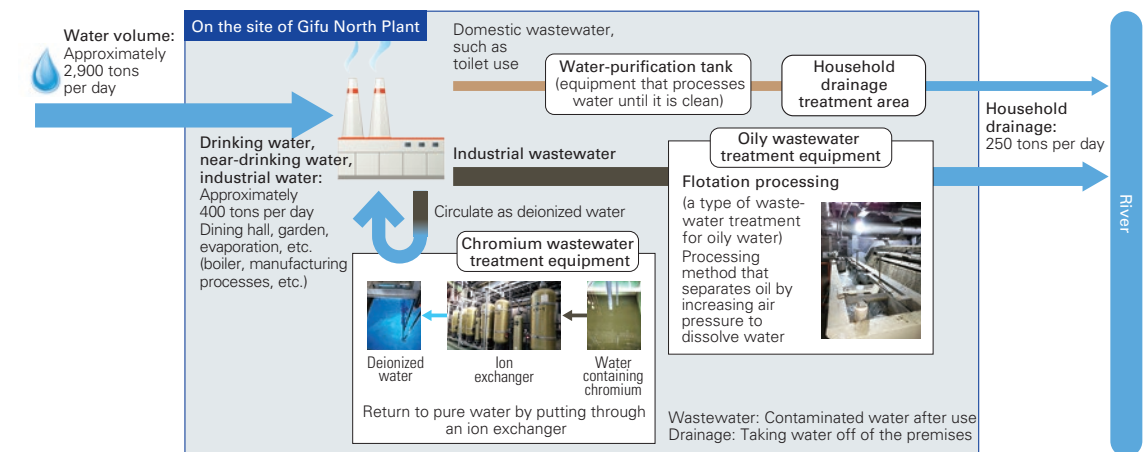 On the site of Gifu North Plant
Water volume:
Approximately
2,900 tons
per day
Drinking water,
near-drinking water,
industrial water:
Approximately
400 tons per day
Dining hall, garden,
evaporation, etc.
(boiler, manufacturing
processes, etc.)
Domestic wastewater,
such as
toilet use
Water-purification tank
(equipment that processes
water until it is clean)
Household
drainage
treatment area
Household
drainage:
250 tons per day
Industrial wastewater
Oily wastewater
treatment equipment
Flotation processing
(a type of waste-
water treatment
for oily water)
Processing
method that
separates oil by
increasing air
pressure to
dissolve water
Circulate as deionized water
Chromium wastewater
treatment equipment
Deionized
water
Ion
exchanger
Water
containing
chromium
Return to pure water by putting through
an ion exchanger
Wastewater: Contaminated water after use
Drainage: Taking water off of the premises
River